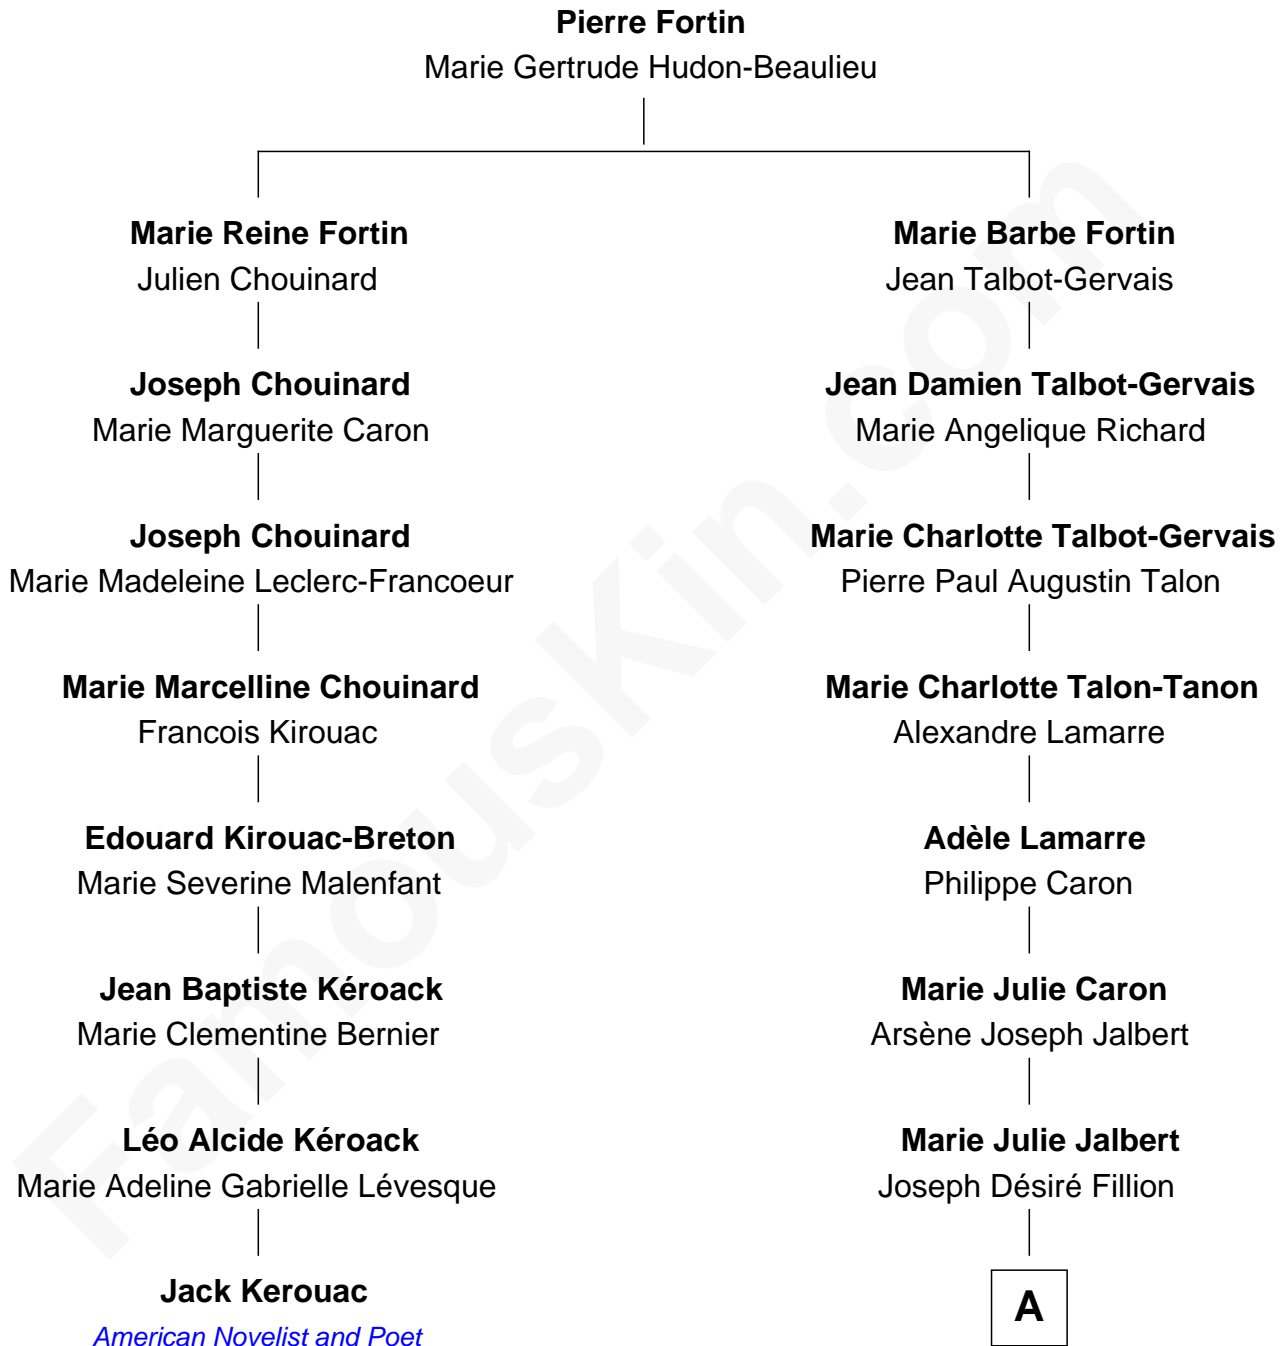 Pierre Fortin
Marie Gertrude Hudon-Beaulieu
Marie Reine Fortin
Julien Chouinard
Marie Barbe Fortin
Jean Talbot-Gervais
Joseph Chouinard
Marie Marguerite Caron
Jean Damien Talbot-Gervais
Marie Angelique Richard
Joseph Chouinard
Marie Madeleine Leclerc-Francoeur
Marie Charlotte Talbot-Gervais
Pierre Paul Augustin Talon
Marie Marcelline Chouinard
Francois Kirouac
Marie Charlotte Talon-Tanon
Alexandre Lamarre
Edouard Kirouac-Breton
Marie Severine Malenfant
Adèle Lamarre
Philippe Caron
Jean Baptiste Kéroack
Marie Clementine Bernier
Marie Julie Caron
Arsène Joseph Jalbert
Léo Alcide Kéroack
Marie Adeline Gabrielle Lévesque
Marie Julie Jalbert
Joseph Désiré Fillion
Jack Kerouac
American Novelist and Poet
A
FamousKin.com